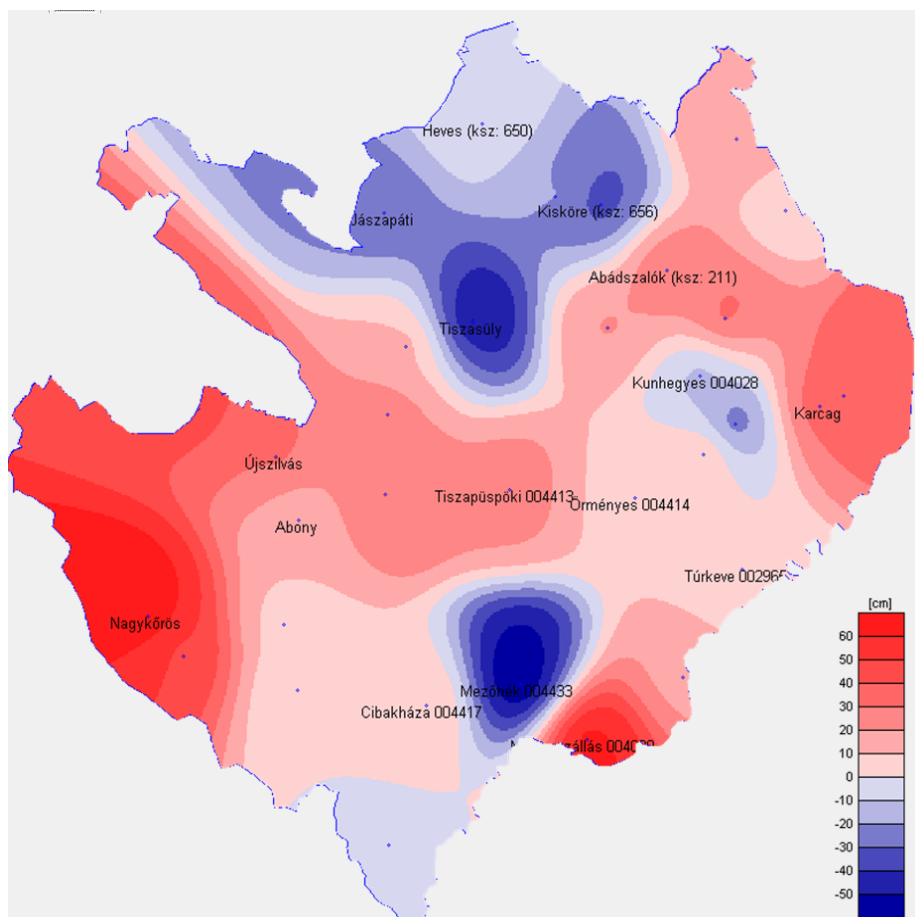 Heves (ksz: 650)
Jászapáti
Kisköre (ksz: 656)
Abádszalók (ksz: 211)
Tiszasüly
Kunhegyes 004028
Karcag
Újszilvás
Tiszapüspöki 004413
Örményes 004414
Abony
Túrkeve 002965
Nagykőrös
Mezőhék 004433
Cibakháza 004417
[cm]
60
50
40
30
20
10
0
-10
-20
-30
-40
-50